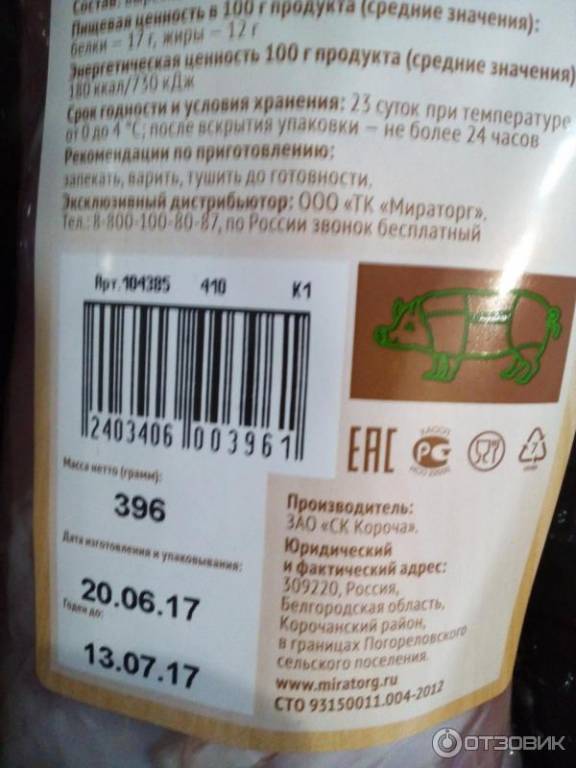 Состав:
Пищевая ценность в 100 г продукта (средние значения):
белки – 17 г, жиры – 12 г
Энергетическая ценность 100 г продукта (средние значения)
180 ккал/750 кДж
Срок годности и условия хранения: 23 суток при температуре
от 0 до 4 °С; после вскрытия упаковки – не более 24 часов
Рекомендации по приготовлению:
запекать, варить, тушить до готовности.
Эксклюзивный дистрибьютор: ООО «ТК «Мираторг».
Тел.: 8-800-100-80-87, по России звонок бесплатный
Арт.104385 410 К1
2403406 003961
Масса нетто (грамм):
396
Дата изготовления и упаковывания:
20.06.17
Годен до:
13.07.17
ЕАС
РС
7
Производитель:
ЗАО «СК Короча».
Юридический
и фактический адрес:
309220, Россия,
Белгородская область,
Корочанский район,
в границах Погореловского
сельского поселения.
www.miratorg.ru
СТО 93150011.004-2012
ОТЗОВИК